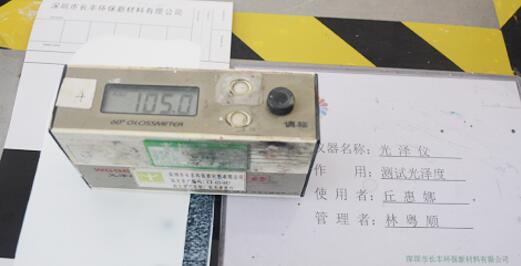 深圳市长丰环保新材料有限公司
105.0
60° GLOSSMETER
调标
仪器名称: 光泽仪
作 用: 测试光泽度
使用者: 丘惠娜
管理者: 林粤顺
深圳市长丰环保新材料有限公司